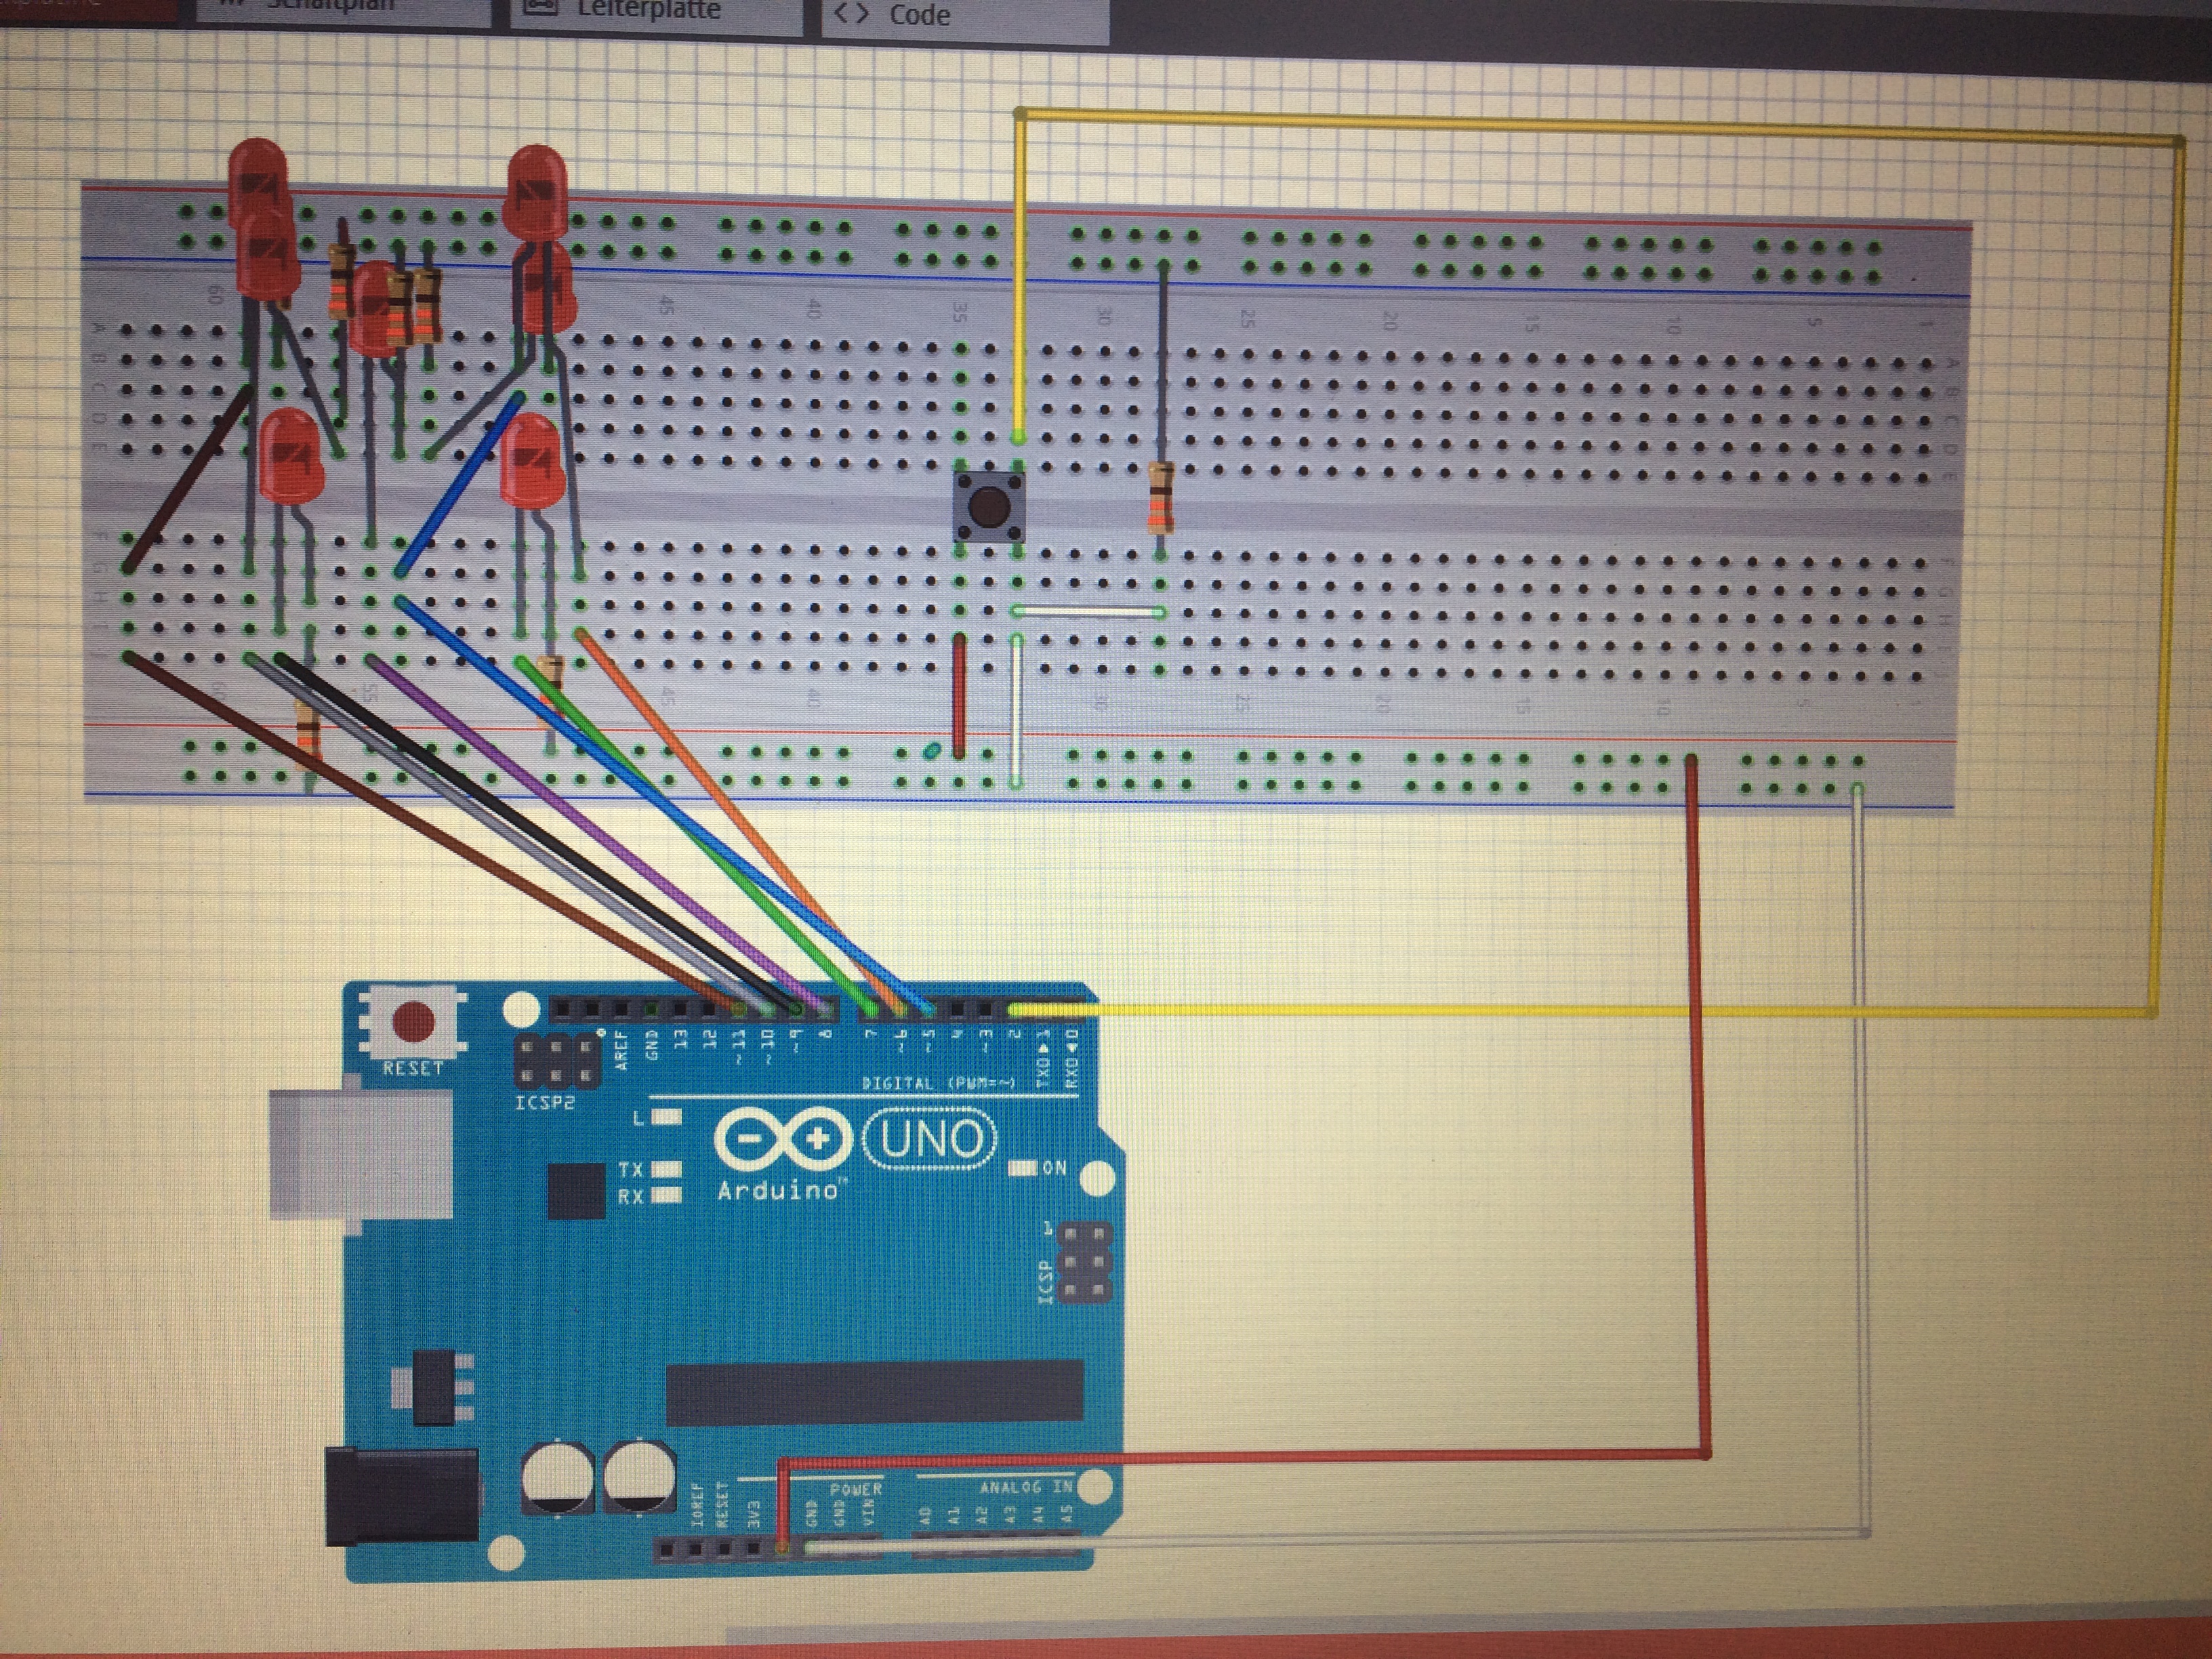 Schaltplan
Leiterplatte
<> Code
60
45
40
35
30
25
20
15
10
5
1
A
B
C
D
E
A
B
C
D
E
F
G
H
I
J
F
G
H
I
60
55
45
40
30
25
20
15
10
5
1
RESET
ICSP2
AREF
GND
13
12
~11
~10
~9
8
7
~6
~5
4
~3
2
TX0▶1
RX0◀0
DIGITAL (PWM=~)
L
TX
RX
UNO
Arduino™
ON
1
ICSP
IOREF
RESET
3V3
GND
GND
VIN
POWER
ANALOG IN
A0
A1
A2
A3
A4
A5